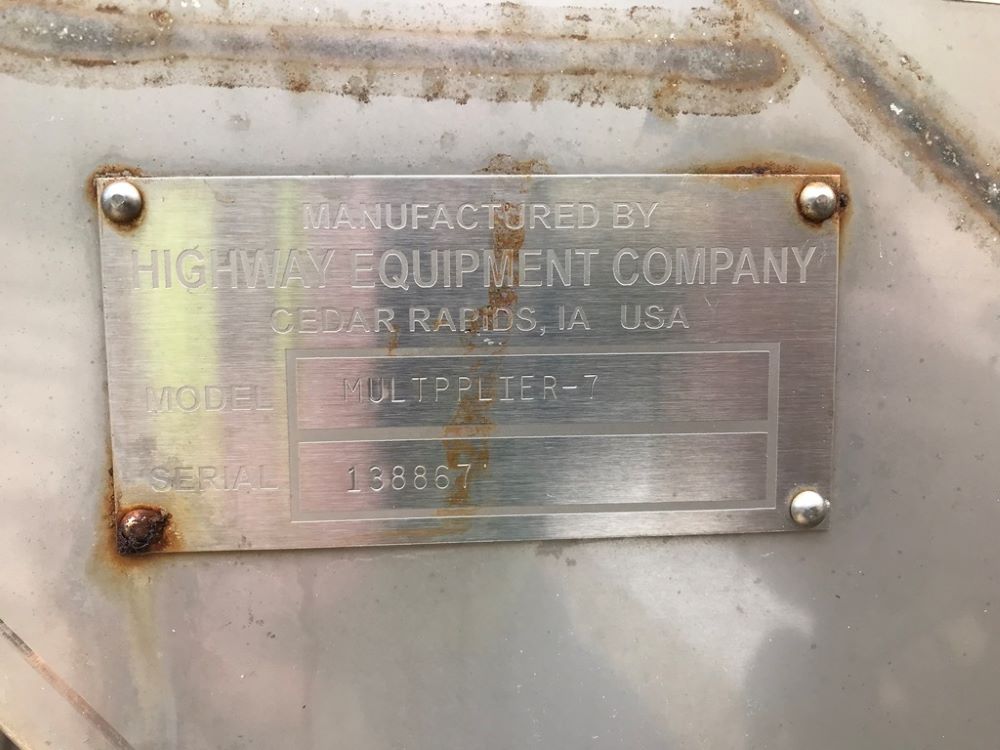 MANUFACTURED BY
HIGHWAY EQUIPMENT COMPANY
CEDAR RAPIDS, IA USA
MODEL MULTPPLIER-7
SERIAL 138867